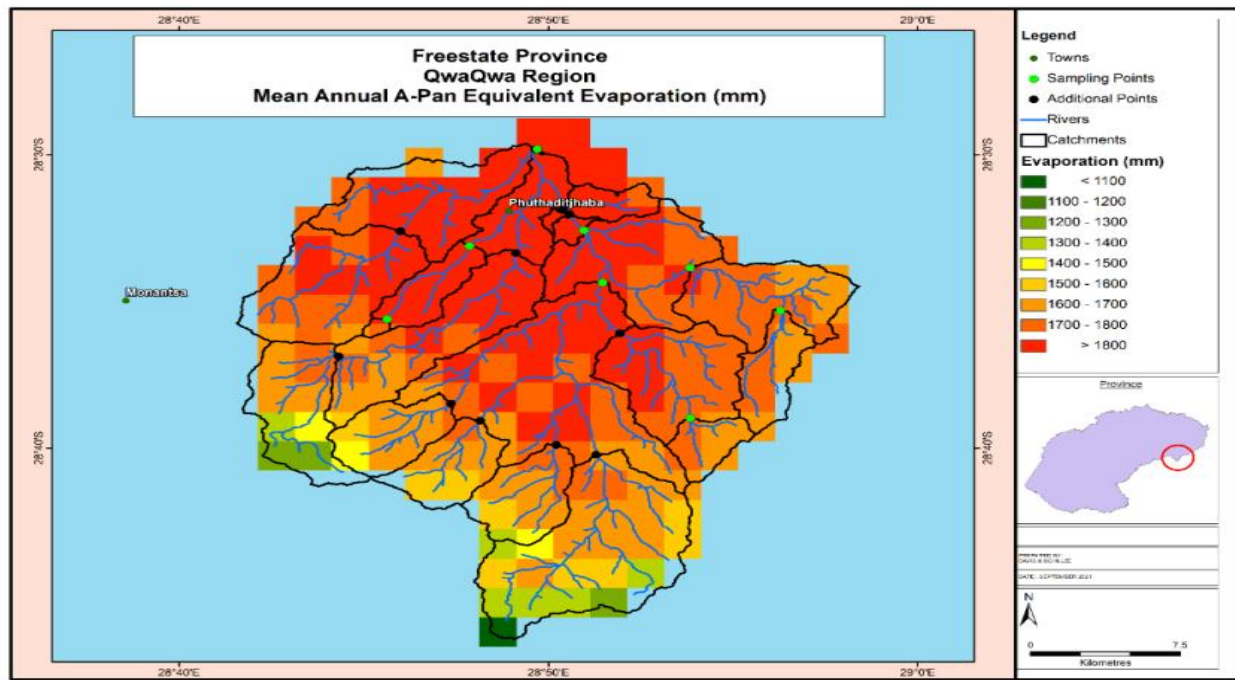 28°40'E
28°50'E
29°0'E
Freestate Province
QwaQwa Region
Mean Annual A-Pan Equivalent Evaporation (mm)
28°30'S
28°30'S
Phuthaditjhaba
Monantsa
28°40'S
28°40'S
28°40'E
28°50'E
29°0'E
Legend
Towns
Sampling Points
Additional Points
Rivers
Catchments
Evaporation (mm)
< 1100
1100 - 1200
1200 - 1300
1300 - 1400
1400 - 1500
1500 - 1600
1600 - 1700
1700 - 1800
> 1800
Province
DATE : SEPTEMBER 2021
N
0 7.5
Kilometres